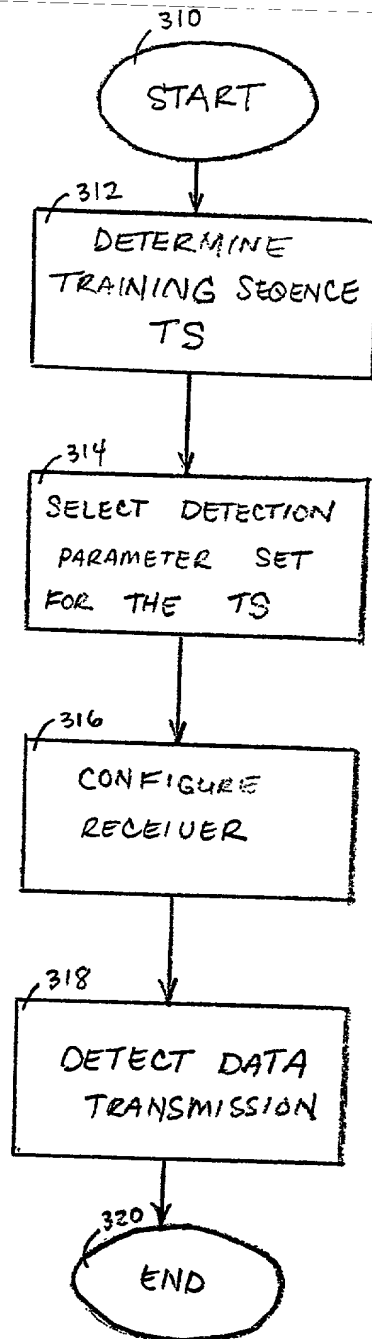 310
START
312
DETERMINE
TRAINING SEQENCE
TS
314
SELECT DETECTION
PARAMETER SET
FOR THE TS
316
CONFIGURE
RECEIVER
318
DETECT DATA
TRANSMISSION
320
END